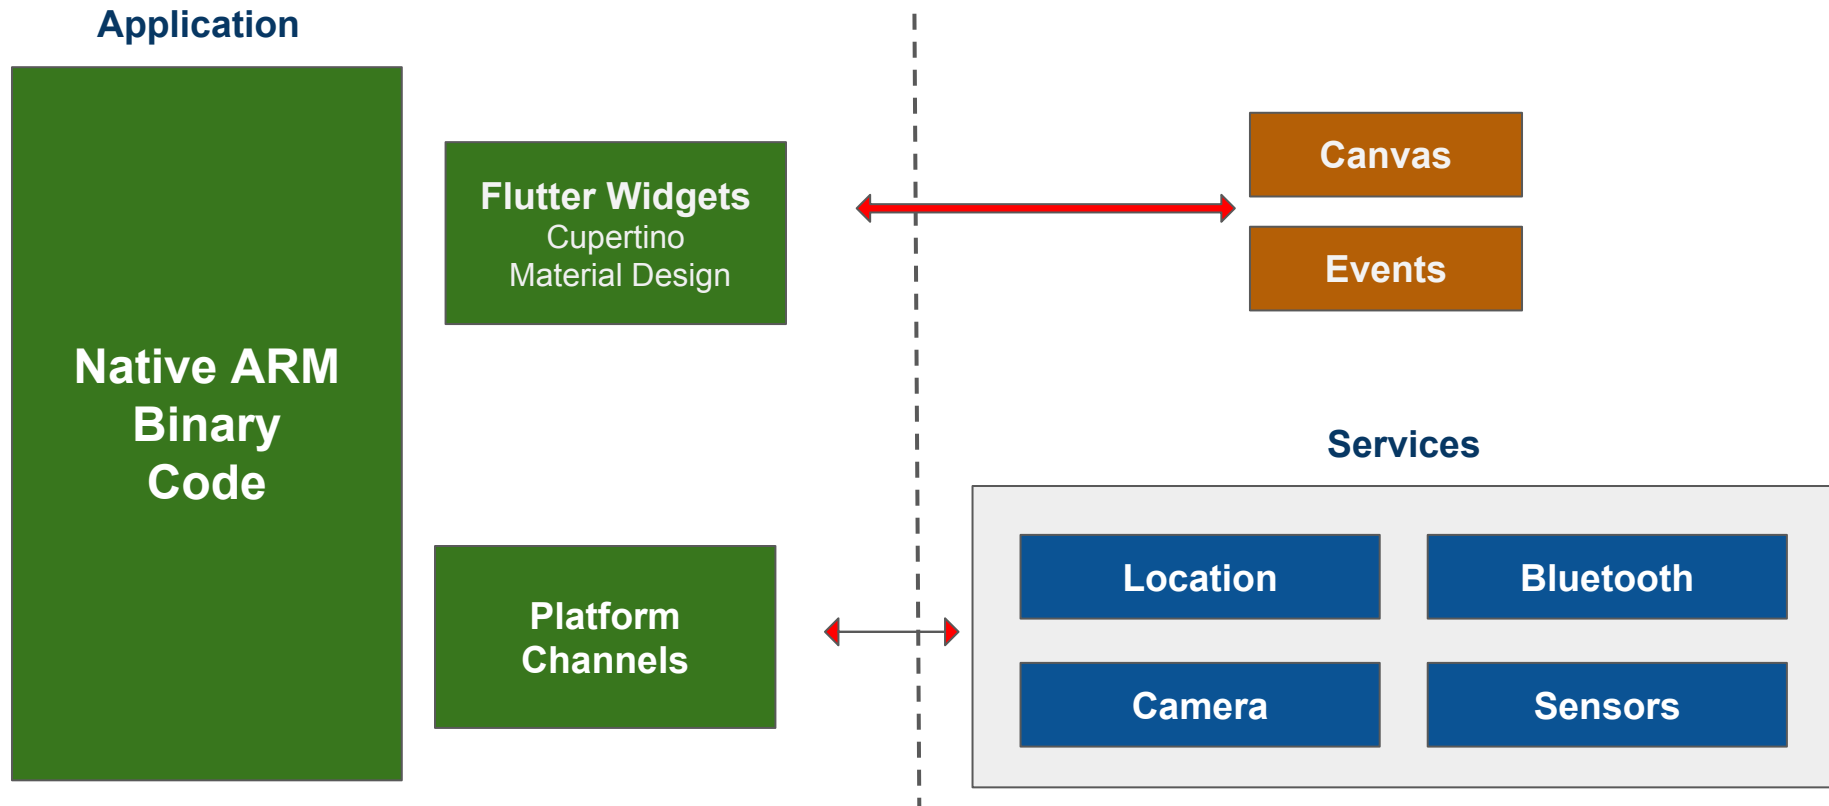 Application
Native ARM
Binary
Code
Flutter Widgets
Cupertino
Material Design
Platform
Channels
Canvas
Events
Services
Location
Bluetooth
Camera
Sensors